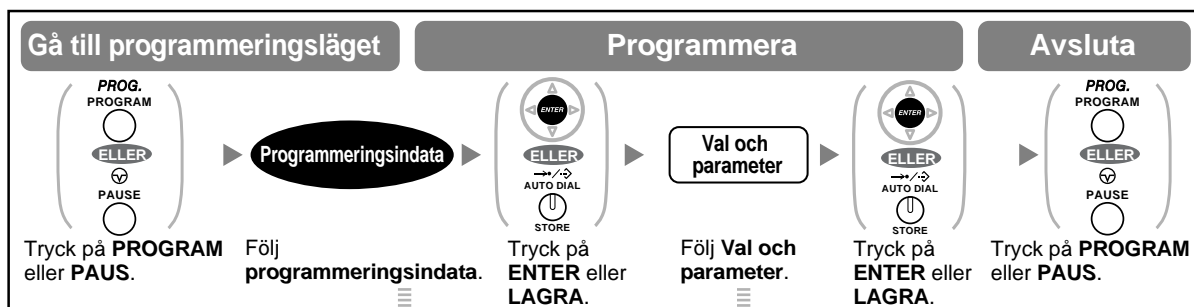 Gå till programmeringsläget
Programmera
Avsluta
PROG.
PROGRAM
ELLER
PAUSE
Tryck på PROGRAM
eller PAUS.
Programmeringsindata
Följ
programmeringsindata.
ENTER
ELLER
AUTO DIAL
STORE
Tryck på
ENTER eller
LAGRA.
Val och
parameter
Följ Val och
parameter.
ENTER
ELLER
AUTO DIAL
STORE
Tryck på
ENTER eller
LAGRA.
PROG.
PROGRAM
ELLER
PAUSE
Tryck på PROGRAM
eller PAUS.